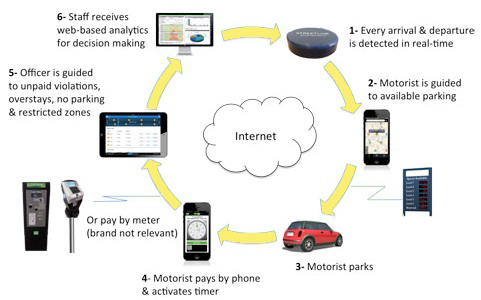 6- Staff receives
web-based analytics
for decision making
1- Every arrival & departure
is detected in real-time
5- Officer is guided
to unpaid violations,
overstays, no parking
& restricted zones
2- Motorist is guided
to available parking
Internet
Or pay by meter
(brand not relevant)
3- Motorist parks
4- Motorist pays by phone
& activates timer